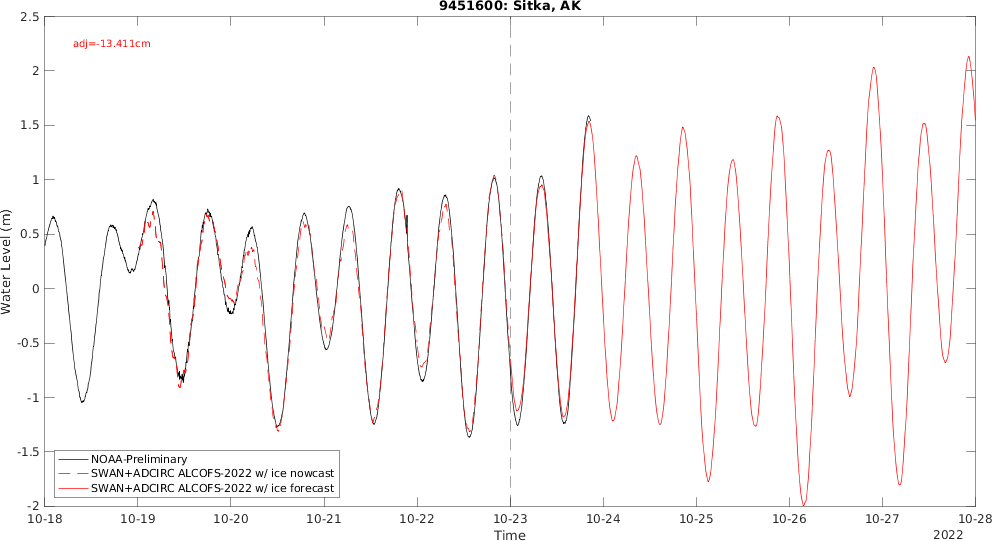 9451600: Sitka, AK
adj=-13.411cm
2.5
2
1.5
1
0.5
0
-0.5
-1
-1.5
-2
Water Level (m)
NOAA-Preliminary
SWAN+ADCIRC ALCOFS-2022 w/ ice nowcast
SWAN+ADCIRC ALCOFS-2022 w/ ice forecast
10-18 10-19 10-20 10-21 10-22 10-23 10-24 10-25 10-26 10-27 10-28
Time
2022